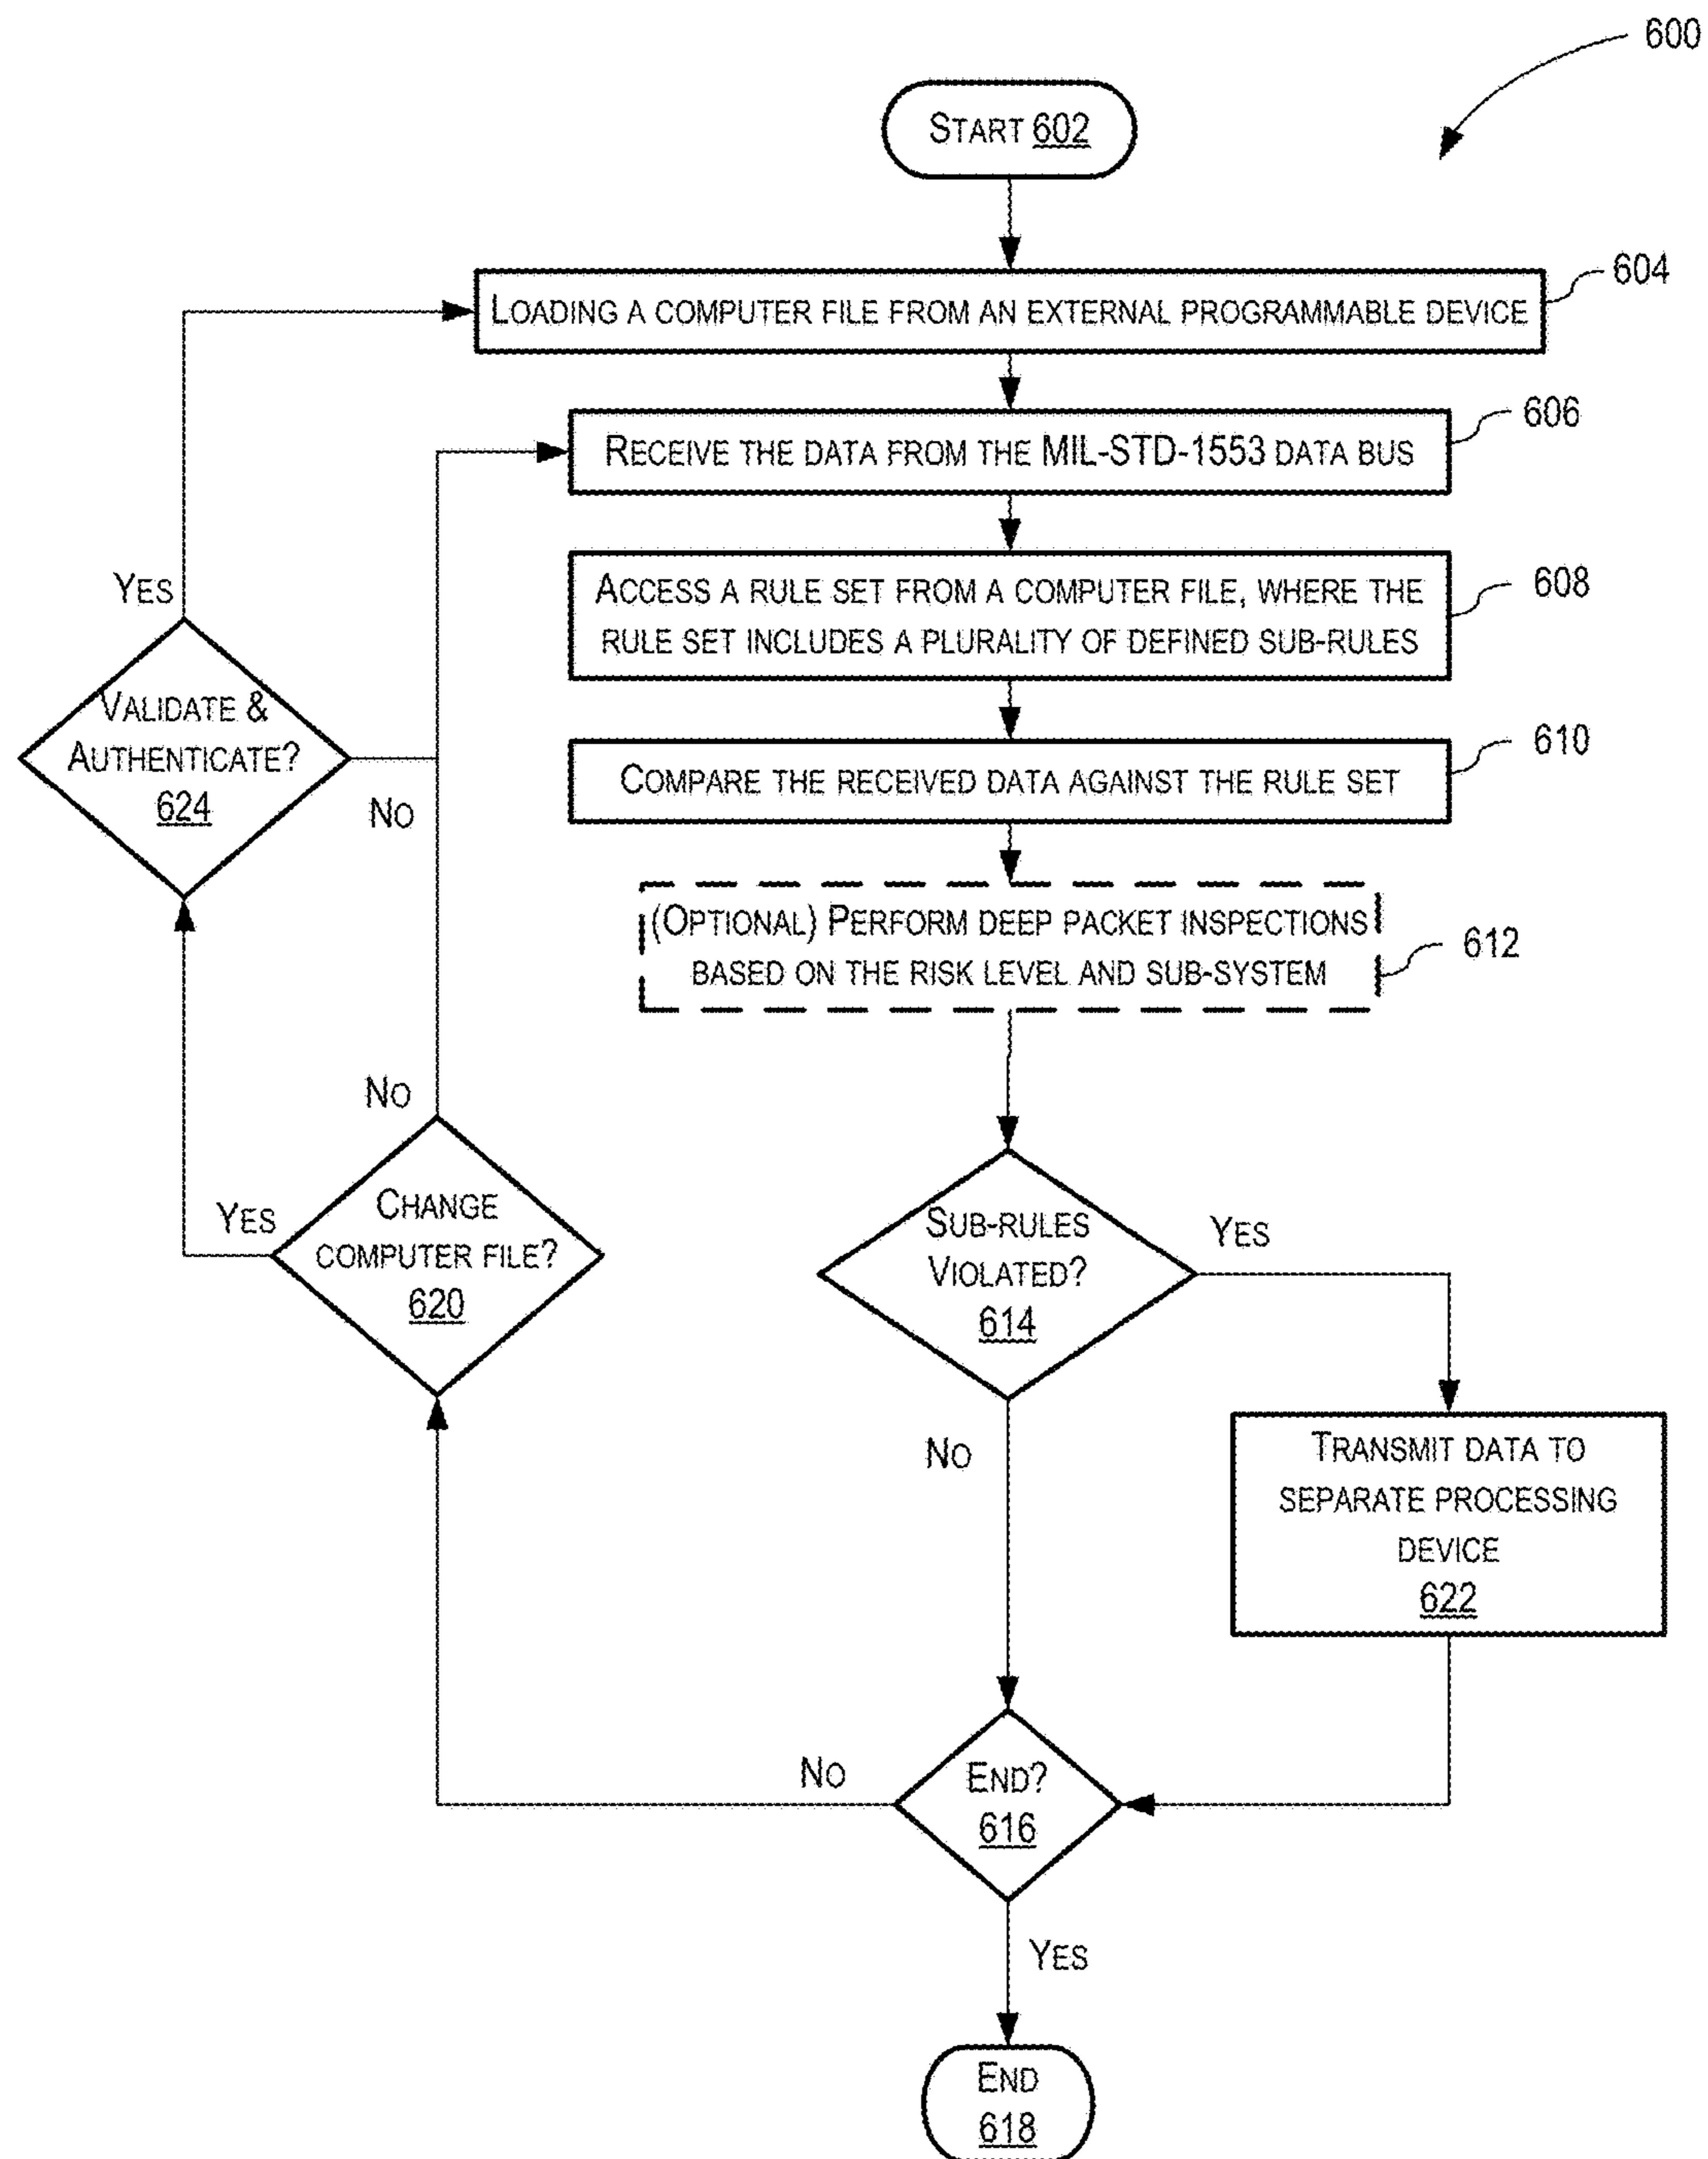 600
START 602
LOADING A COMPUTER FILE FROM AN EXTERNAL PROGRAMMABLE DEVICE
604
RECEIVE THE DATA FROM THE MIL-STD-1553 DATA BUS
606
ACCESS A RULE SET FROM A COMPUTER FILE, WHERE THE
RULE SET INCLUDES A PLURALITY OF DEFINED SUB-RULES
608
YES
VALIDATE &
AUTHENTICATE?
624
NO
COMPARE THE RECEIVED DATA AGAINST THE RULE SET
610
(OPTIONAL) PERFORM DEEP PACKET INSPECTIONS
BASED ON THE RISK LEVEL AND SUB-SYSTEM
612
NO
CHANGE
COMPUTER FILE?
620
YES
SUB-RULES
VIOLATED?
614
YES
NO
TRANSMIT DATA TO
SEPARATE PROCESSING
DEVICE
622
NO
END?
616
YES
END
618